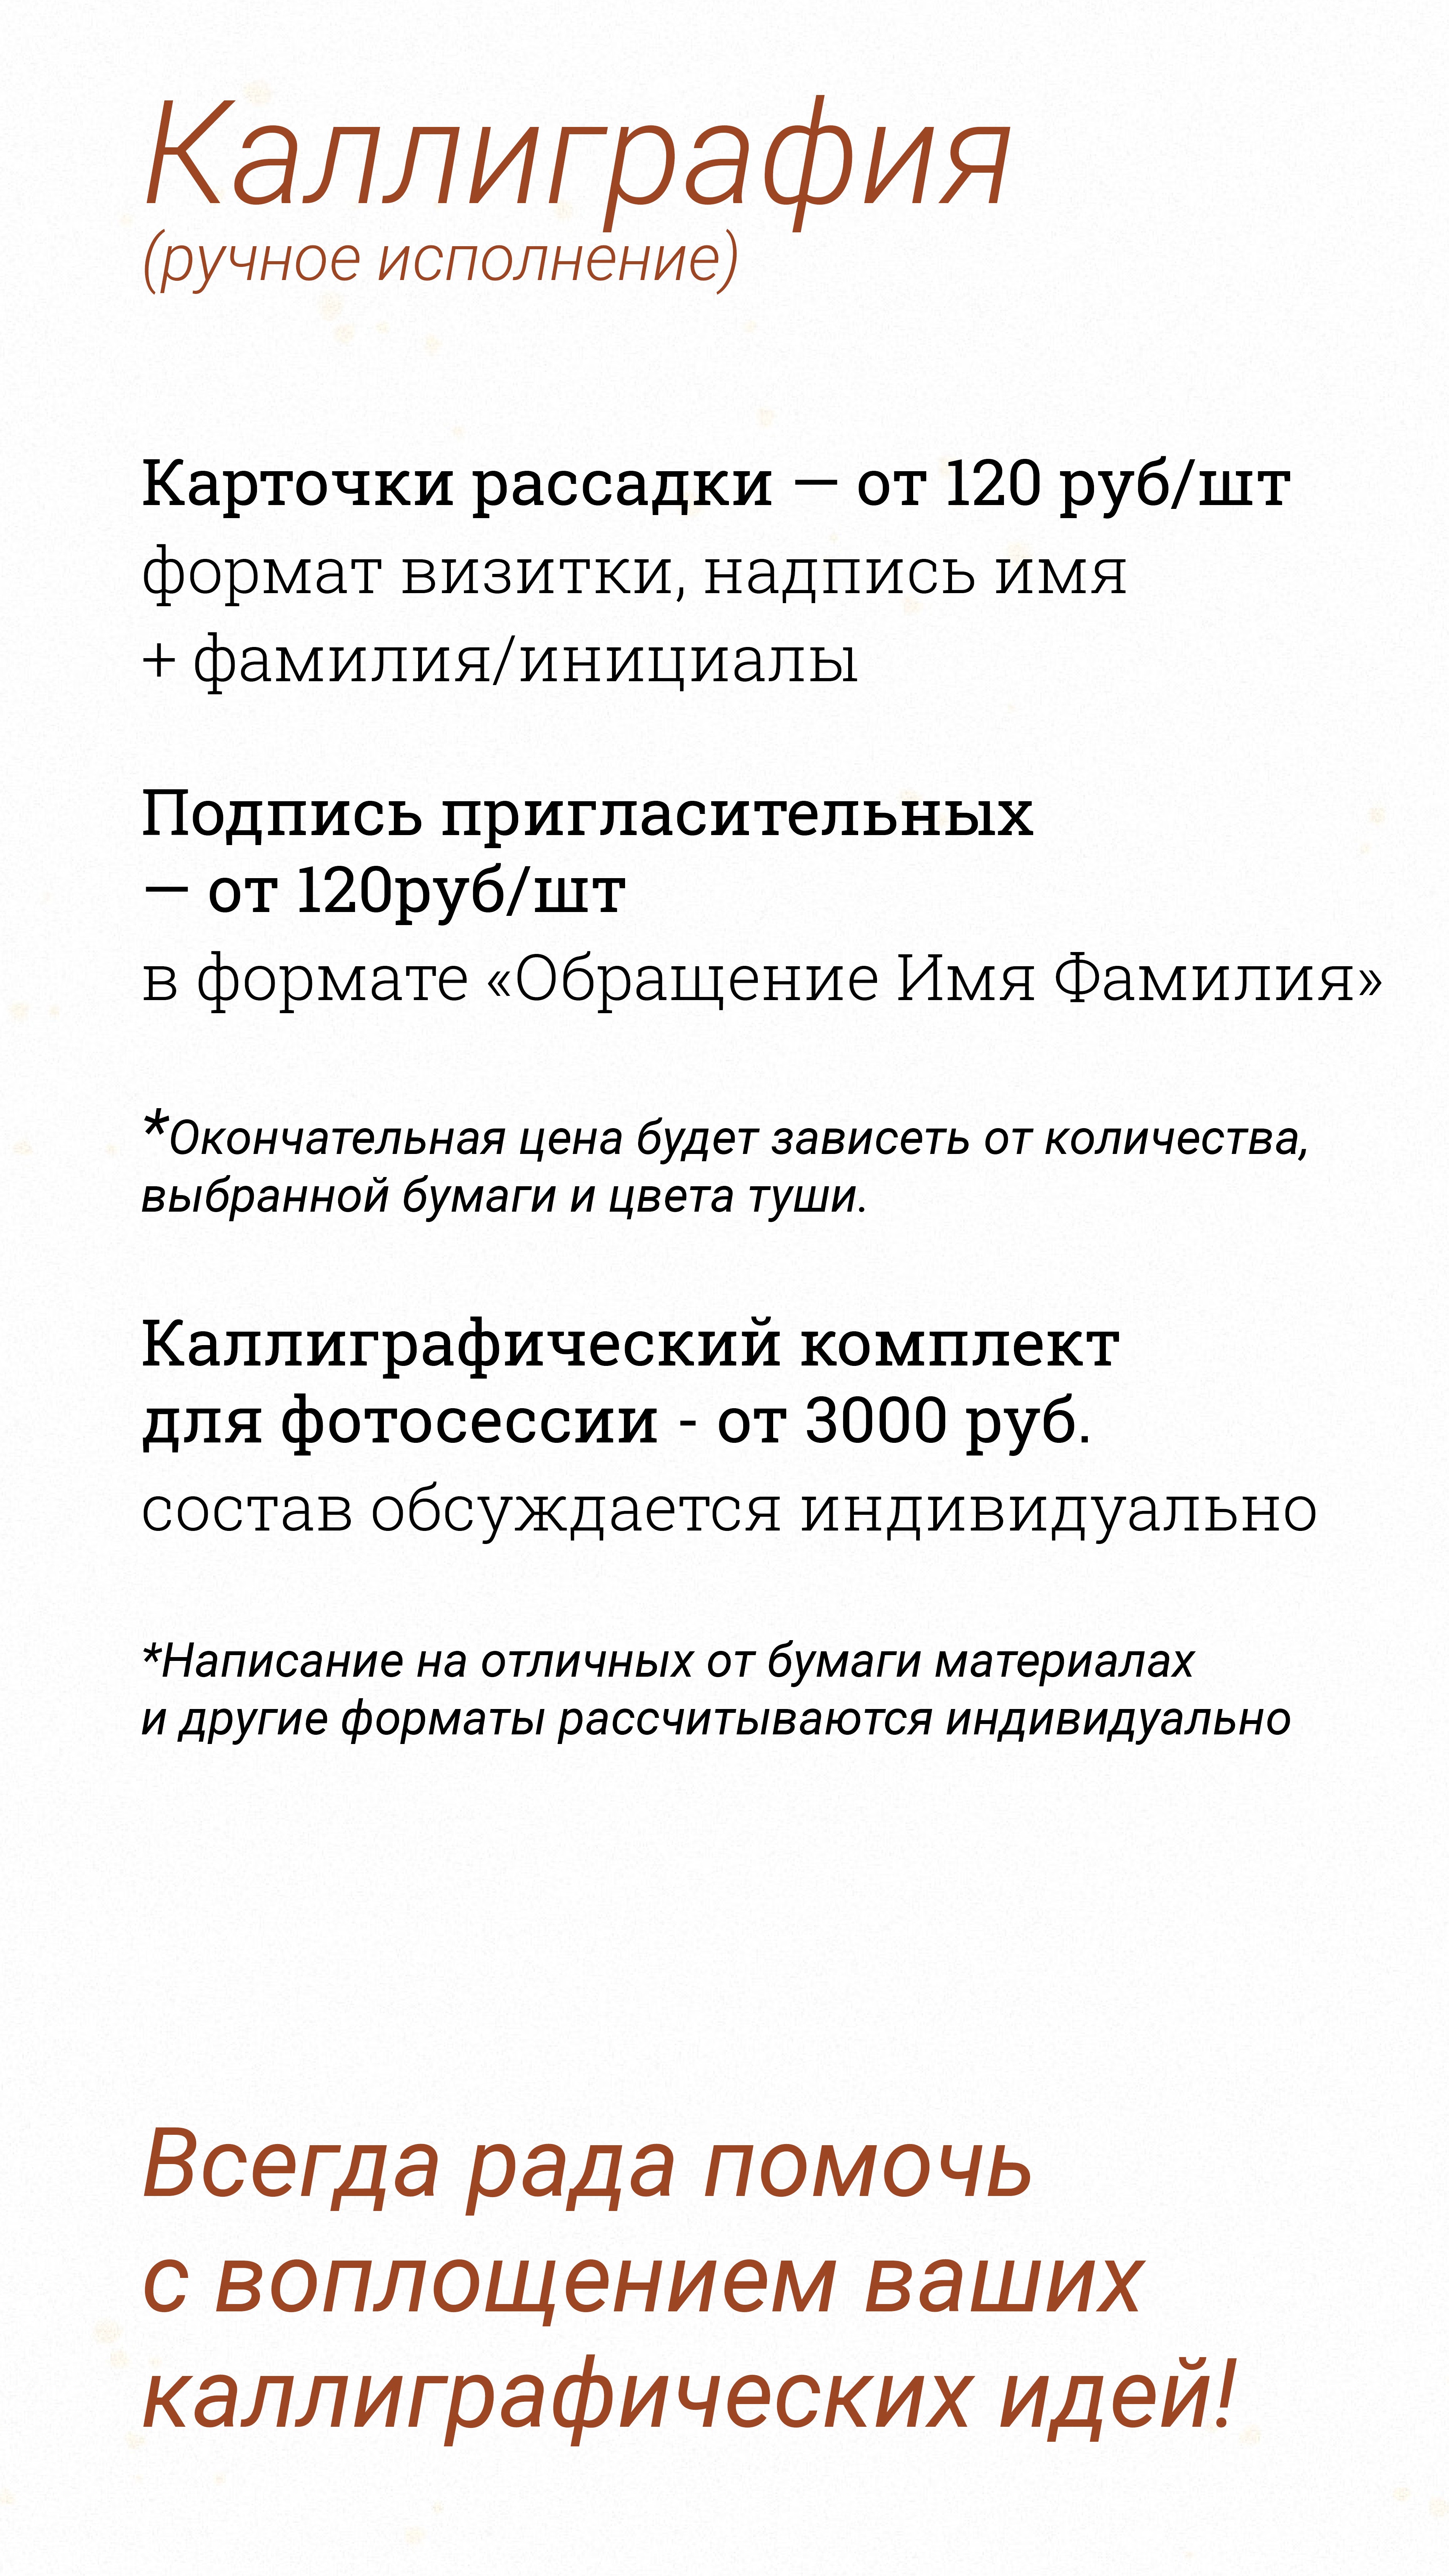 Каллиграфия
(ручное исполнение)
Карточки рассадки — от 120 руб/шт
формат визитки, надпись имя
+ фамилия/инициалы
Подпись пригласительных
— от 120руб/шт
в формате «Обращение Имя Фамилия»
*Окончательная цена будет зависеть от количества,
выбранной бумаги и цвета туши.
Каллиграфический комплект
для фотосессии - от 3000 руб.
состав обсуждается индивидуально
*Написание на отличных от бумаги материалах
и другие форматы рассчитываются индивидуально
Всегда рада помочь
с воплощением ваших
каллиграфических идей!